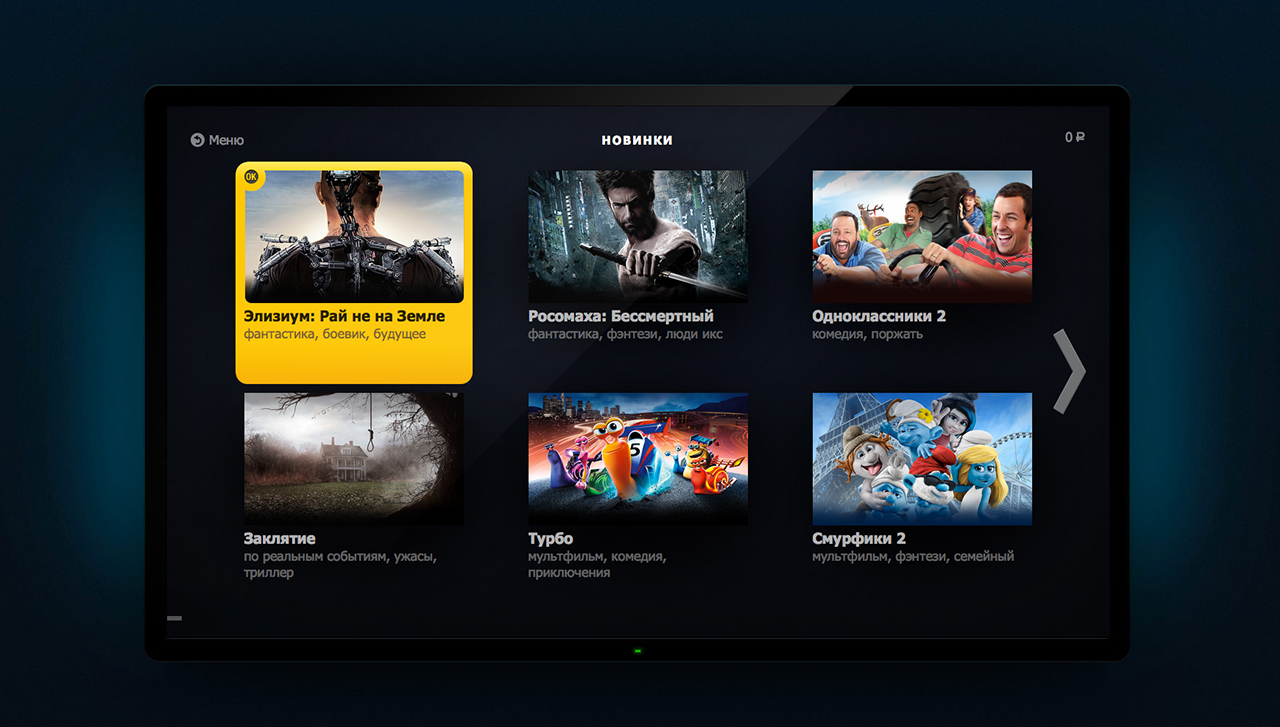 Меню
НОВИНКИ
0 ₽
OK
Элизиум: Рай не на Земле
фантастика, боевик, будущее
Росомаха: Бессмертный
фантастика, фэнтези, люди икс
Одноклассники 2
комедия, поржать
5
Заклятие
по реальным событиям, ужасы,
триллер
Турбо
мультфильм, комедия,
приключения
Смурфики 2
мультфильм, фэнтези, семейный